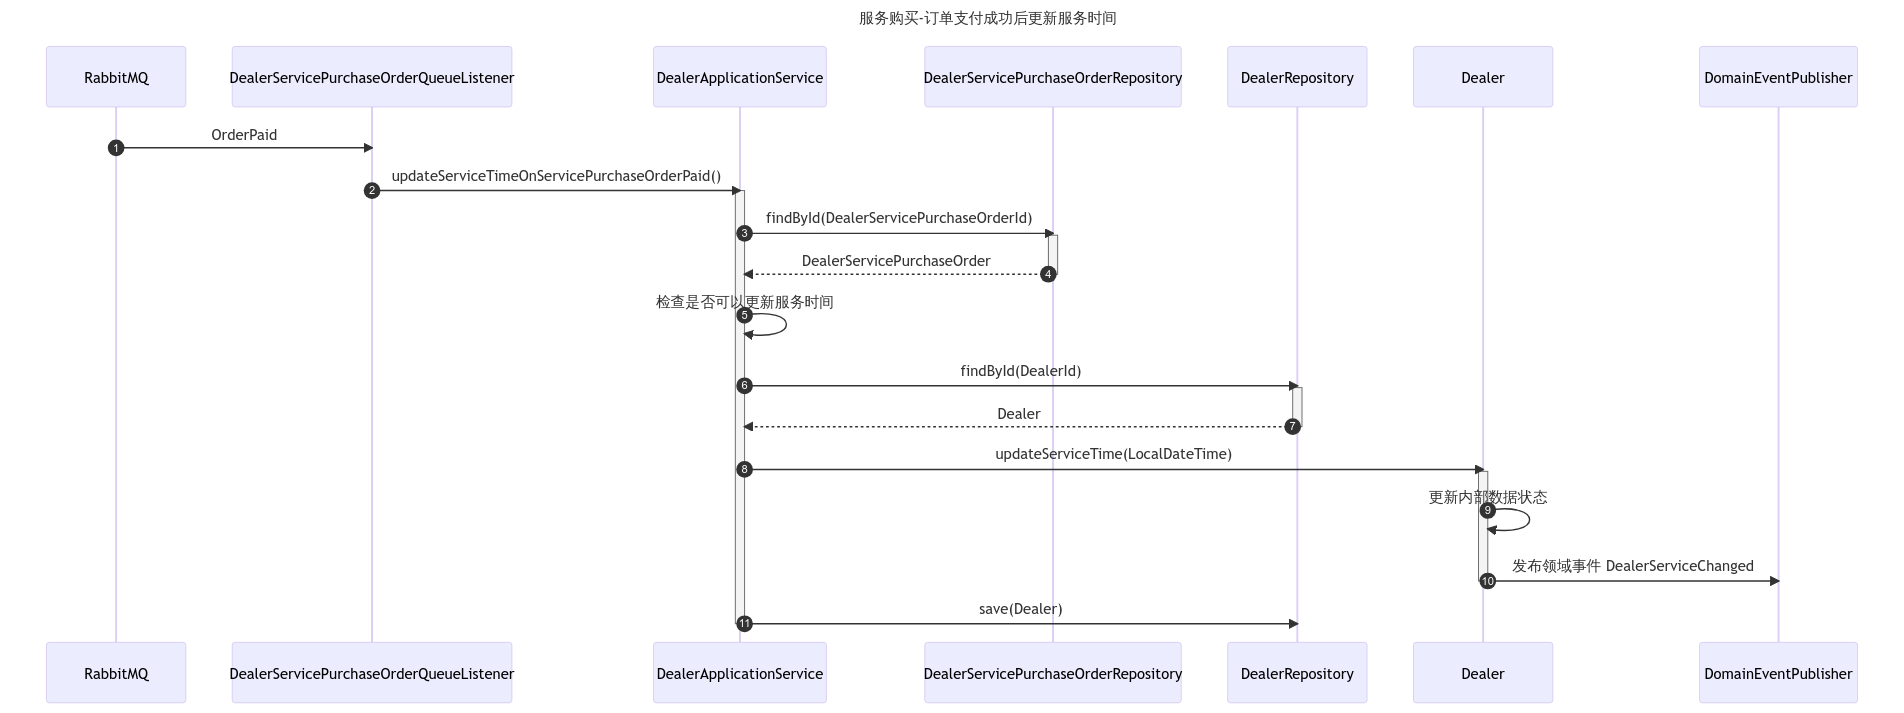 服务购买-订单支付成功后更新服务时间
RabbitMQ
DealerServicePurchaseOrderQueueListener
DealerApplicationService
DealerServicePurchaseOrderRepository
DealerRepository
Dealer
DomainEventPublisher
OrderPaid
1
updateServiceTimeOnServicePurchaseOrderPaid()
2
findById(DealerServicePurchaseOrderId)
3
DealerServicePurchaseOrder
4
检查是否可以更新服务时间
5
findById(DealerId)
6
Dealer
7
updateServiceTime(LocalDateTime)
8
更新内部数据状态
9
发布领域事件 DealerServiceChanged
10
save(Dealer)
11
RabbitMQ
DealerServicePurchaseOrderQueueListener
DealerApplicationService
DealerServicePurchaseOrderRepository
DealerRepository
Dealer
DomainEventPublisher